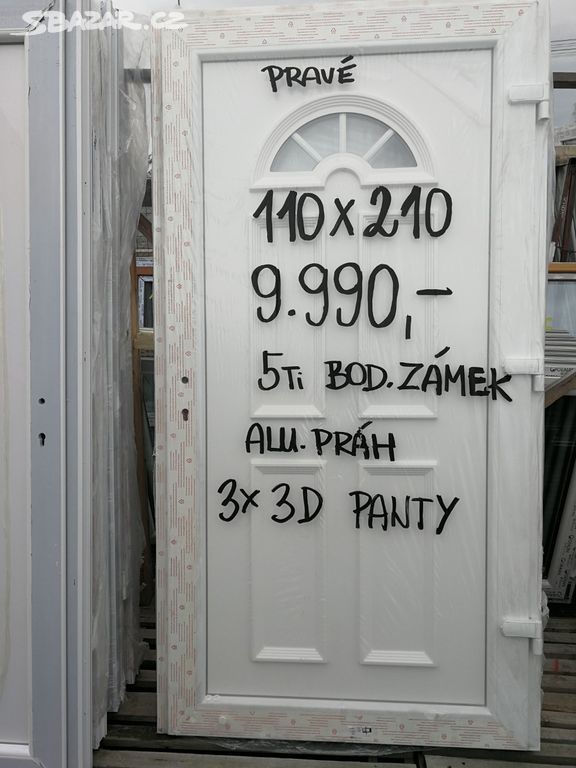 SBAZAR.CZ
PRAVÉ
110 X 210
9.990,-
5Ti BOD. ZÁMEK
ALU. PRÁH
3X 3D PANTY